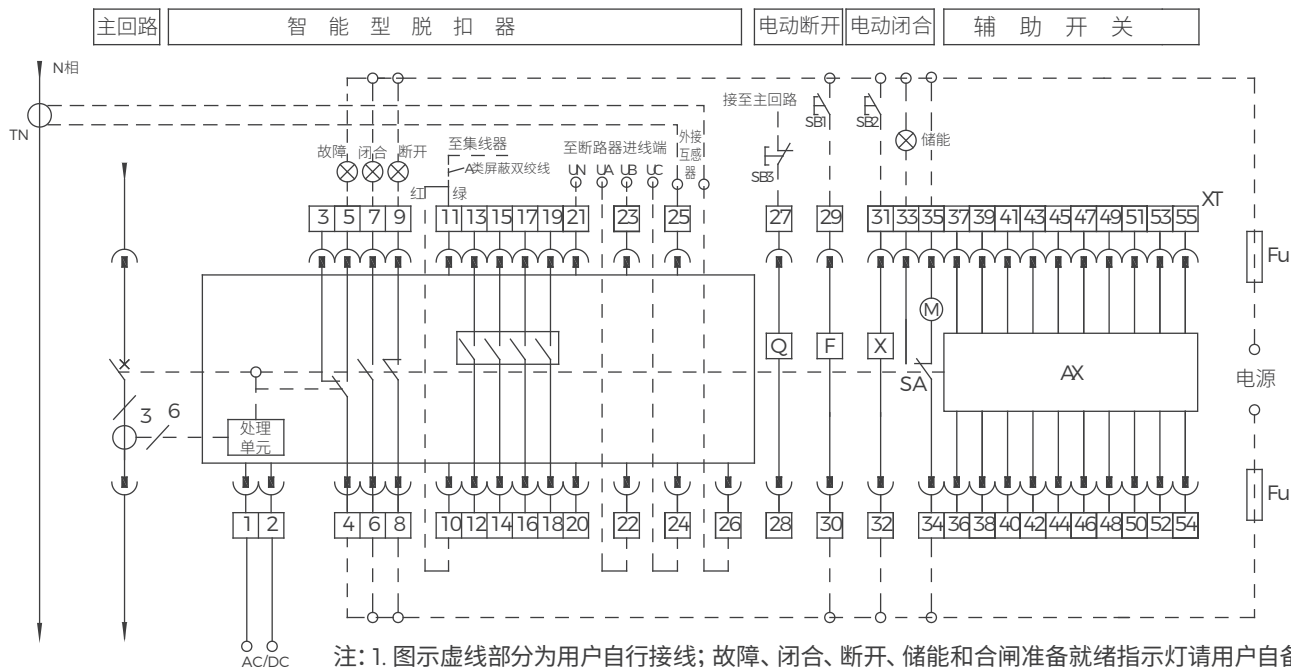 主回路 智能型脱扣器 电动断开 电动闭合 辅助开关
N相
TN
接至主回路
SB1 SB2
故障 闭合 断开 至集线器 至断路器进线端 外接互感器 储能
A类屏蔽双绞线
UN UA UB UC
SB3
红 绿
XT
3 5 7 9 11 13 15 17 19 21 23 25 27 29 31 33 35 37 39 41 43 45 47 49 51 53 55
Fu
M
Q F X
SA
AX
电源
3 6
处理单元
Fu
1 2 4 6 8 10 12 14 16 18 20 22 24 26 28 30 32 34 36 38 40 42 44 46 48 50 52 54
AC/DC
注：1. 图示虚线部分为用户自行接线；故障、闭合、断开、储能和合闸准备就绪指示灯请用户自备